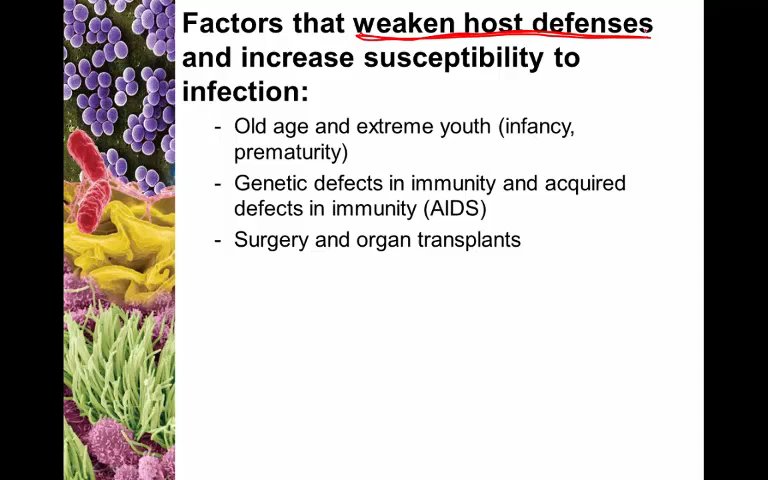 Factors that weaken host defenses
and increase susceptibility to
infection:
- Old age and extreme youth (infancy,
prematurity)
- Genetic defects in immunity and acquired
defects in immunity (AIDS)
- Surgery and organ transplants